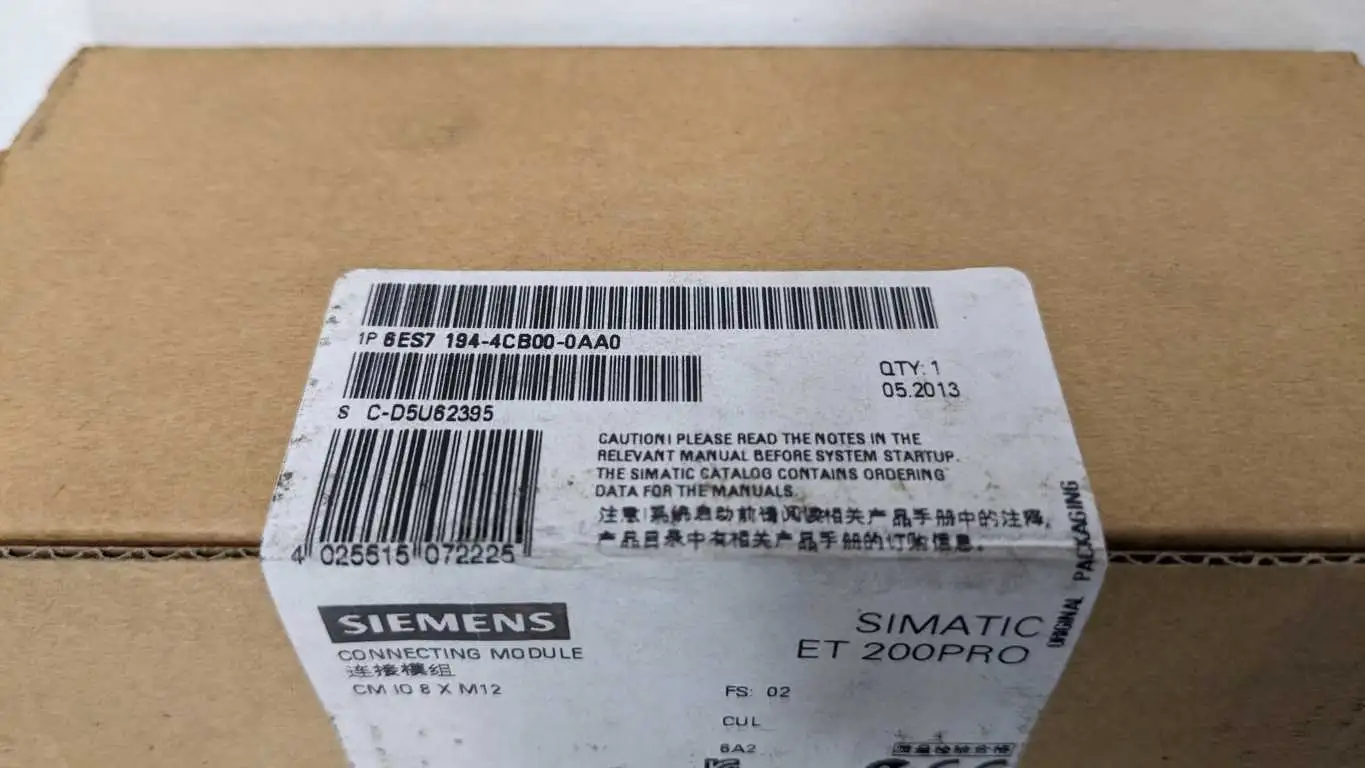 1P 6ES7 194-4CB00-0AA0
QTY: 1
05.2013
S C-D5U62395
CAUTION! PLEASE READ THE NOTES IN THE
RELEVANT MANUAL BEFORE SYSTEM STARTUP.
THE SIMATIC CATALOG CONTAINS ORDERING
DATA FOR THE MANUALS.
注意!系统启动前请阅读相关产品手册中的注释,
产品目录中有相关产品手册的订购信息.
4 025515 072225
ORIGINAL PACKAGING
SIEMENS
SIMATIC
ET 200PRO
CONNECTING MODULE
连接模组
CM IO 8 X M12
FS: 02
CUL
6A2